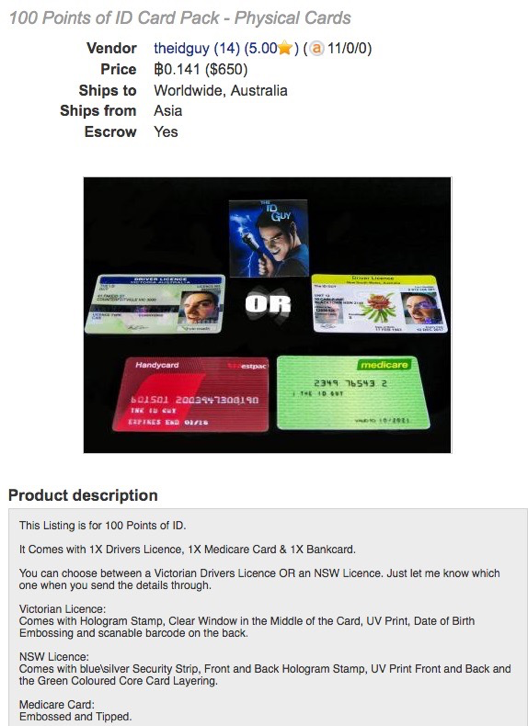 100 Points of ID Card Pack - Physical Cards
Vendor theidguy (14) (5.00⭐) (ⓐ 11/0/0)
Price ฿0.141 ($650)
Ships to Worldwide, Australia
Ships from Asia
Escrow Yes
THE
ID
GUY
DRIVER LICENCE
VICTORIA AUSTRALIA
Driver Licence
New South Wales, Australia
OR
Handycard
estpac
THE ID GUY
EXPIRES END 01/16
medicare
2349 76543 2
1 THE ID GUY
VALID TO 10/2021
Product description
This Listing is for 100 Points of ID.
It Comes with 1X Drivers Licence, 1X Medicare Card & 1X Bankcard.
You can choose between a Victorian Drivers Licence OR an NSW Licence. Just let me know which
one when you send the details through.
Victorian Licence:
Comes with Hologram Stamp, Clear Window in the Middle of the Card, UV Print, Date of Birth
Embossing and scanable barcode on the back.
NSW Licence:
Comes with blue\silver Security Strip, Front and Back Hologram Stamp, UV Print Front and Back and
the Green Coloured Core Card Layering.
Medicare Card:
Embossed and Tipped.